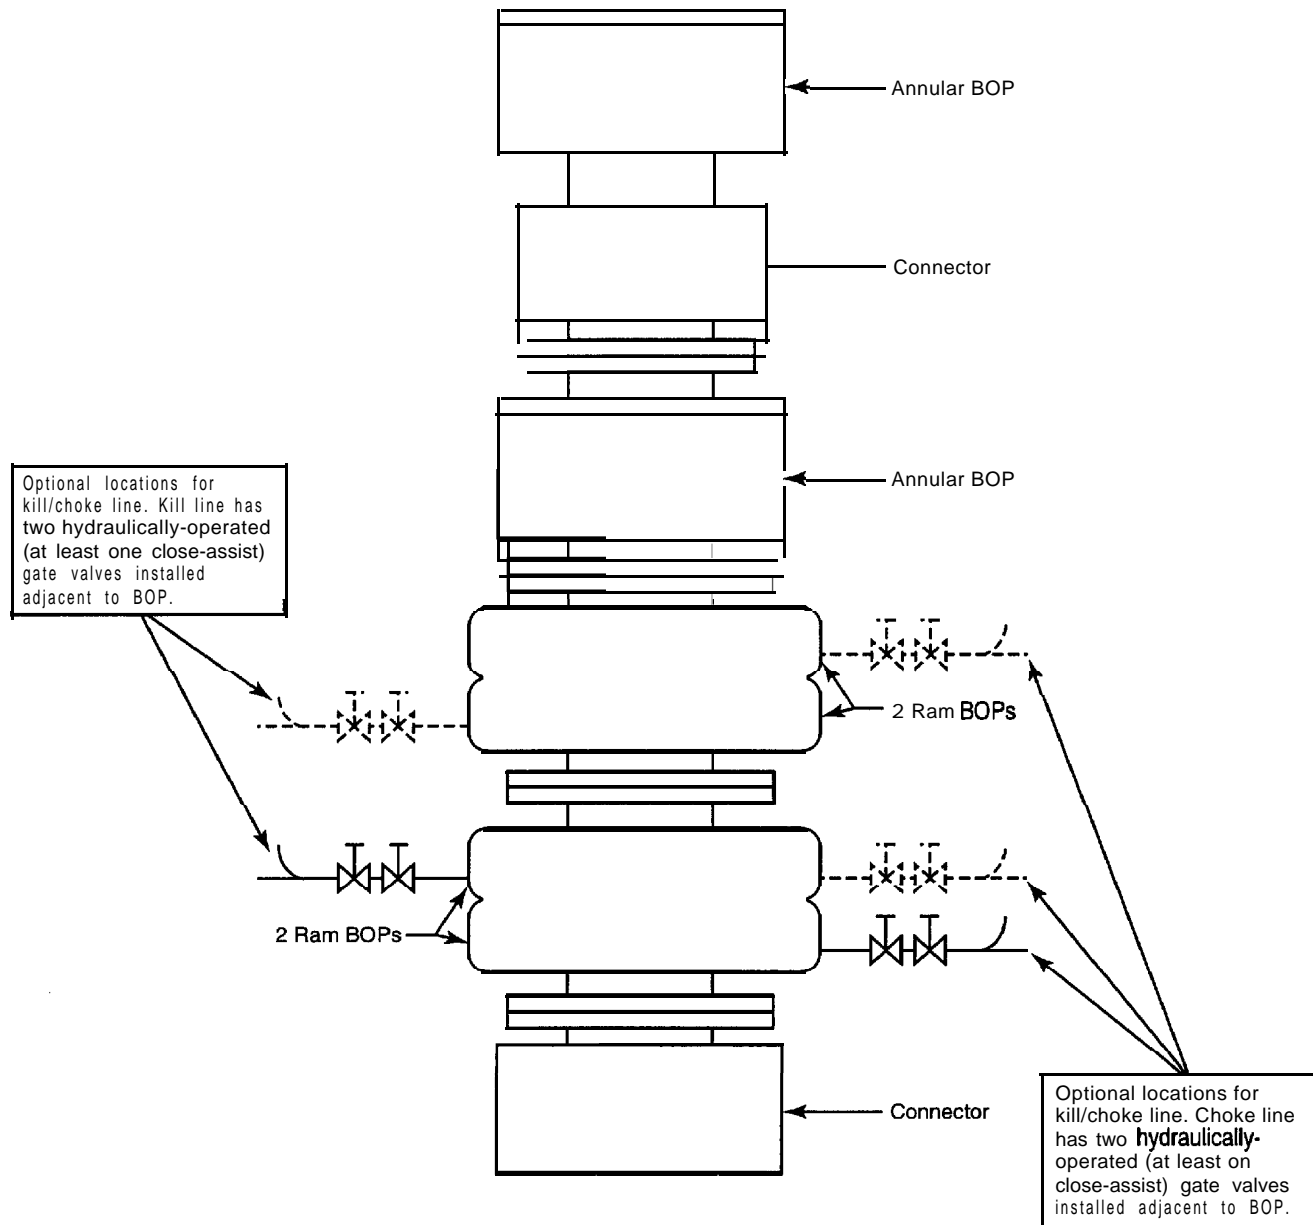 Annular BOP
Connector
Annular BOP
Optional locations for
kill/choke line. Kill line has
two hydraulically-operated
(at least one close-assist)
gate valves installed
adjacent to BOP.
2 Ram BOPs
2 Ram BOPs
Connector
Optional locations for
kill/choke line. Choke line
has two hydraulically-
operated (at least on
close-assist) gate valves
installed adjacent to BOP.